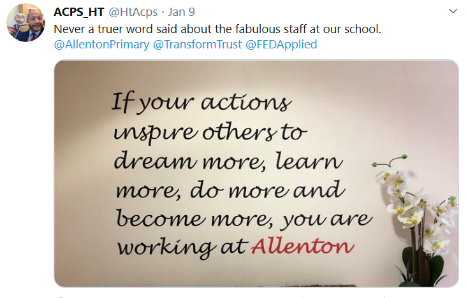 ACPS_HT @HtAcps · Jan 9
Never a truer word said about the fabulous staff at our school.
@AllentonPrimary @TransformTrust @FEDApplied
If your actions
inspire others to
dream more, learn
more, do more and
become more, you are
working at Allenton